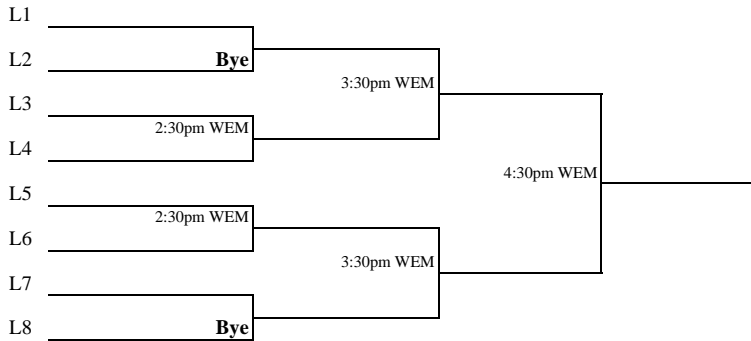 L1
L2 Bye
3:30pm WEM
L3
2:30pm WEM
L4
4:30pm WEM
L5
2:30pm WEM
L6
3:30pm WEM
L7
L8 Bye